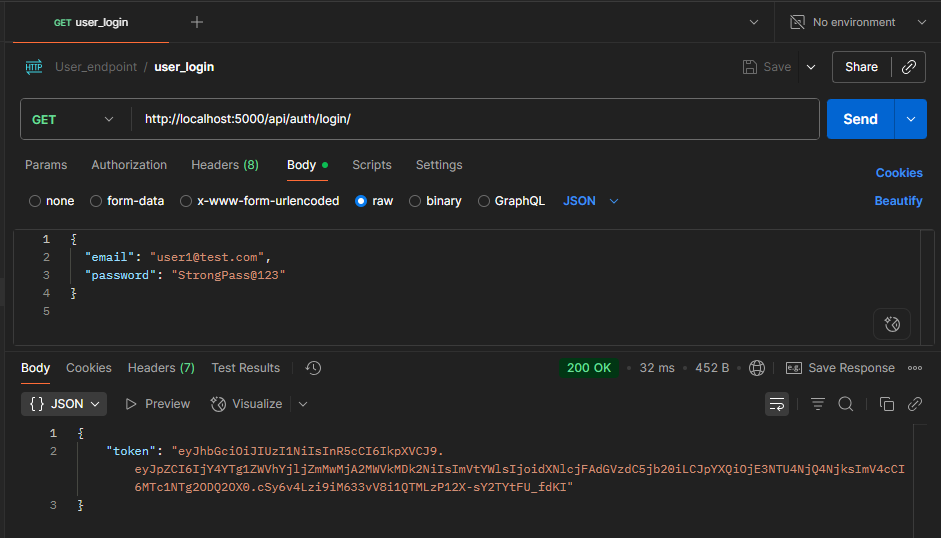 GET user_login
No environment
HTTP User_endpoint / user_login Save Share
GET http://localhost:5000/api/auth/login/ Send
Params Authorization Headers (8) Body Scripts Settings Cookies
none form-data x-www-form-urlencoded raw binary GraphQL JSON Beautify
1 {
2 "email": "user1@test.com",
3 "password": "StrongPass@123"
4 }
5
Body Cookies Headers (7) Test Results 200 OK 32 ms 452 B e.g. Save Response
{} JSON Preview Visualize
1 {
2 "token": "eyJhbGciOiJIUzI1NiIsInR5cCI6IkpXVCJ9.
eyJpZCI6IjY4YTg1ZWVhYjljZmMwMjA2MWVkMDk2NiIsImVtYWlsIjoidXNlcjFAdGVzdC5jb20iLCJpYXQiOjE3NTU4NjQ4NjksImV4cCI
6MTc1NTg2ODQ2OX0.cSy6v4Lzi9iM633vV8i1QTMLzP12X-sY2TYtFU_fdKI"
3 }